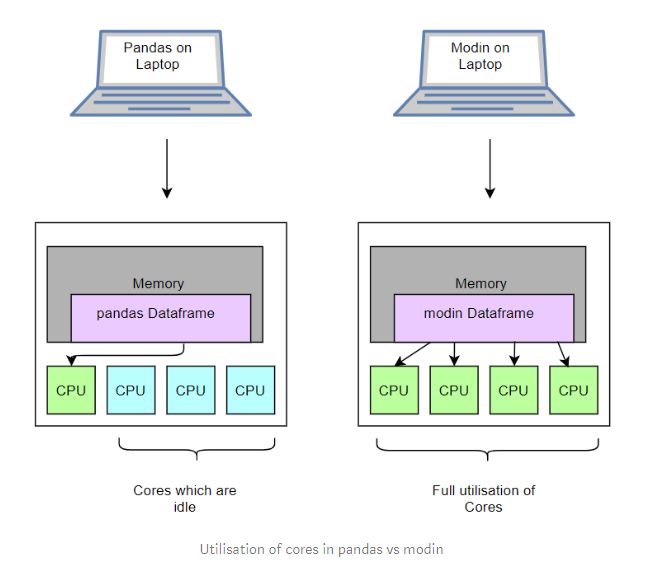 Pandas on
Laptop
Modin on
Laptop
Memory
pandas Dataframe
CPU
CPU
CPU
CPU
Memory
modin Dataframe
CPU
CPU
CPU
CPU
Cores which are
idle
Full utilisation of
Cores
Utilisation of cores in pandas vs modin